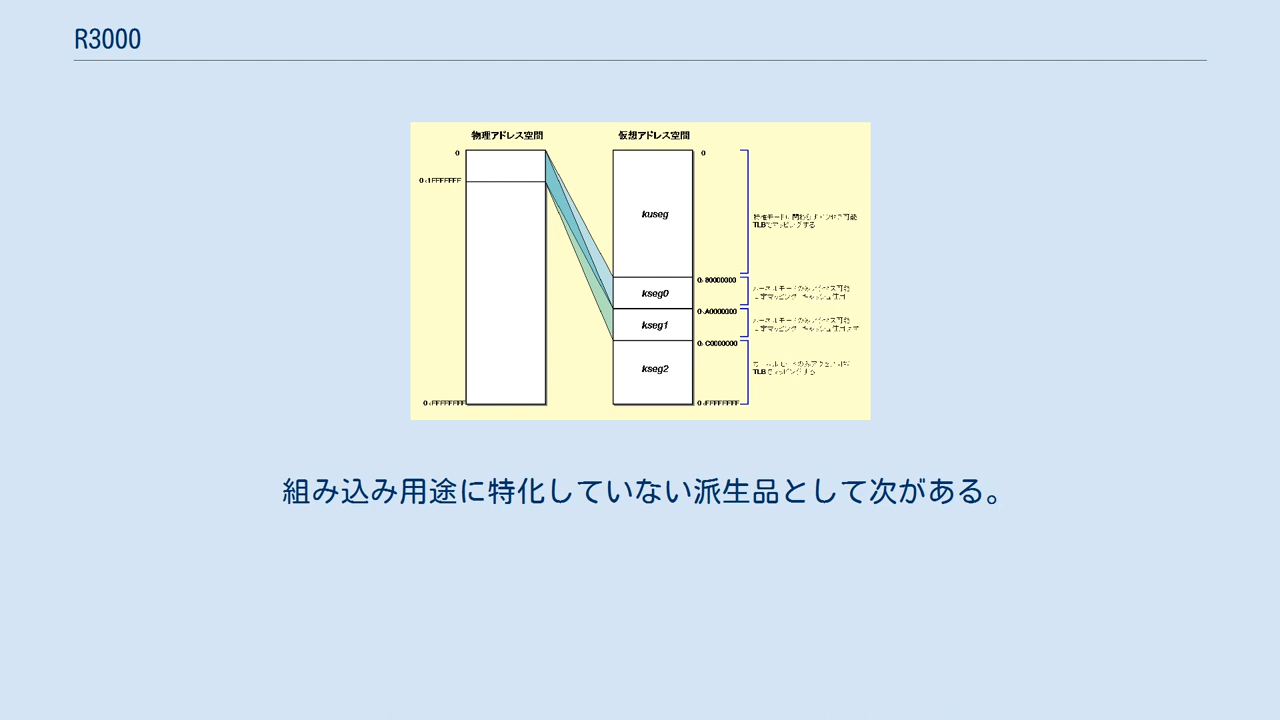 R3000
物理アドレス空間
仮想アドレス空間
0
0
0x1FFFFFFF
kuseg
TLBでマッピングする
0x80000000
kseg0
0xA0000000
kseg1
0xC0000000
kseg2
TLBでマッピングする
0xFFFFFFFF
0xFFFFFFFF
組み込み用途に特化していない派生品として次がある。